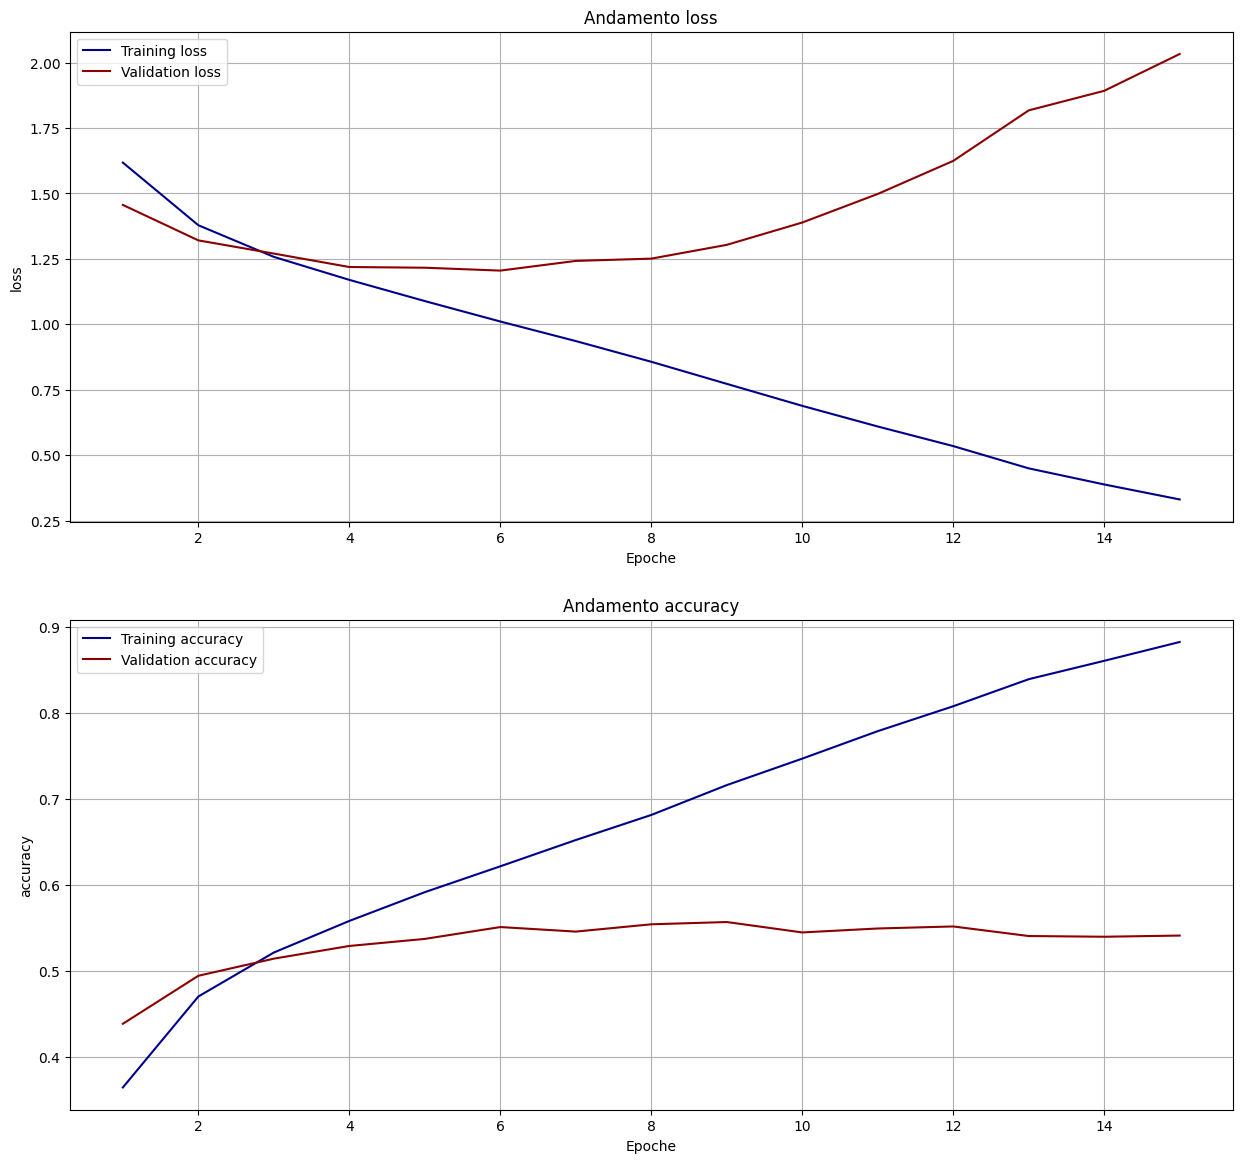 Andamento loss
Training loss
Validation loss
2.00
1.75
1.50
1.25
1.00
0.75
0.50
0.25
loss
2 4 6 8 10 12 14
Epoche
Andamento accuracy
Training accuracy
Validation accuracy
0.9
0.8
0.7
0.6
0.5
0.4
accuracy
2 4 6 8 10 12 14
Epoche